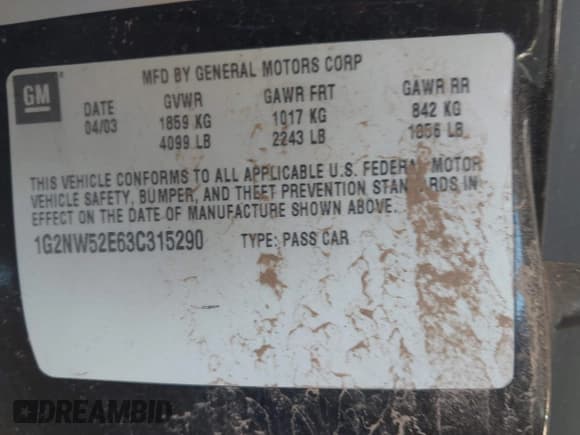 MFD BY GENERAL MOTORS CORP
GM
DATE GVWR GAWR FRT GAWR RR
04/03 1859 KG 1017 KG 842 KG
4099 LB 2243 LB 1856 LB
THIS VEHICLE CONFORMS TO ALL APPLICABLE U.S. FEDERAL MOTOR
VEHICLE SAFETY, BUMPER, AND THEFT PREVENTION STANDARDS IN
EFFECT ON THE DATE OF MANUFACTURE SHOWN ABOVE.
1G2NW52E63C315290 TYPE: PASS CAR
DREAMBID